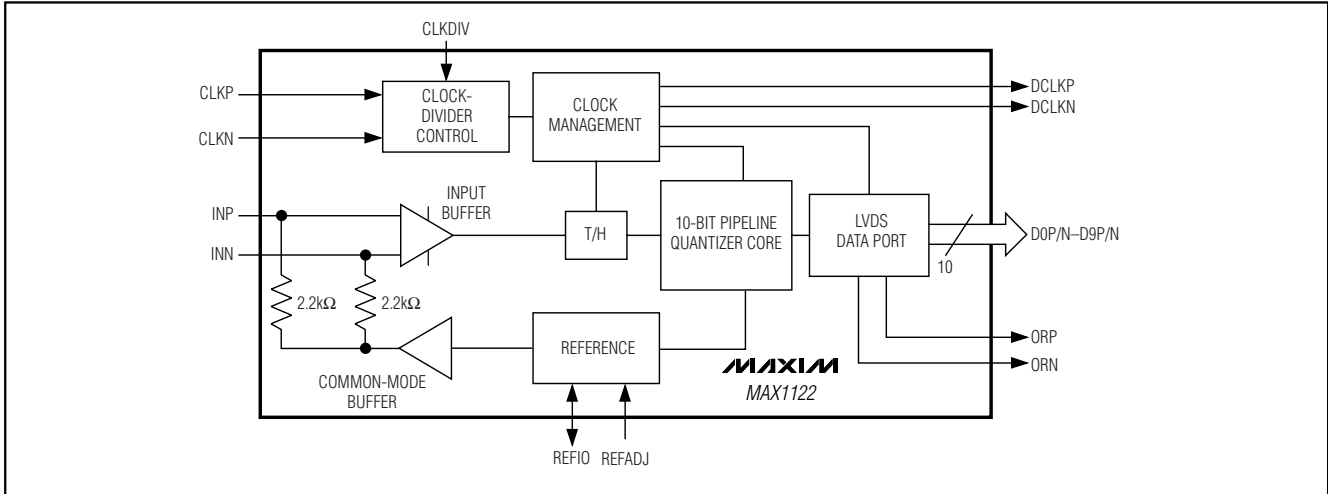 CLKDIV
CLKP
CLKN
CLOCK-
DIVIDER
CONTROL
CLOCK
MANAGEMENT
DCLKP
DCLKN
INP
INN
INPUT
BUFFER
T/H
10-BIT PIPELINE
QUANTIZER CORE
LVDS
DATA PORT
10
D0P/N–D9P/N
2.2kΩ
2.2kΩ
COMMON-MODE
BUFFER
REFERENCE
MAXIM
MAX1122
ORP
ORN
REFIO
REFADJ